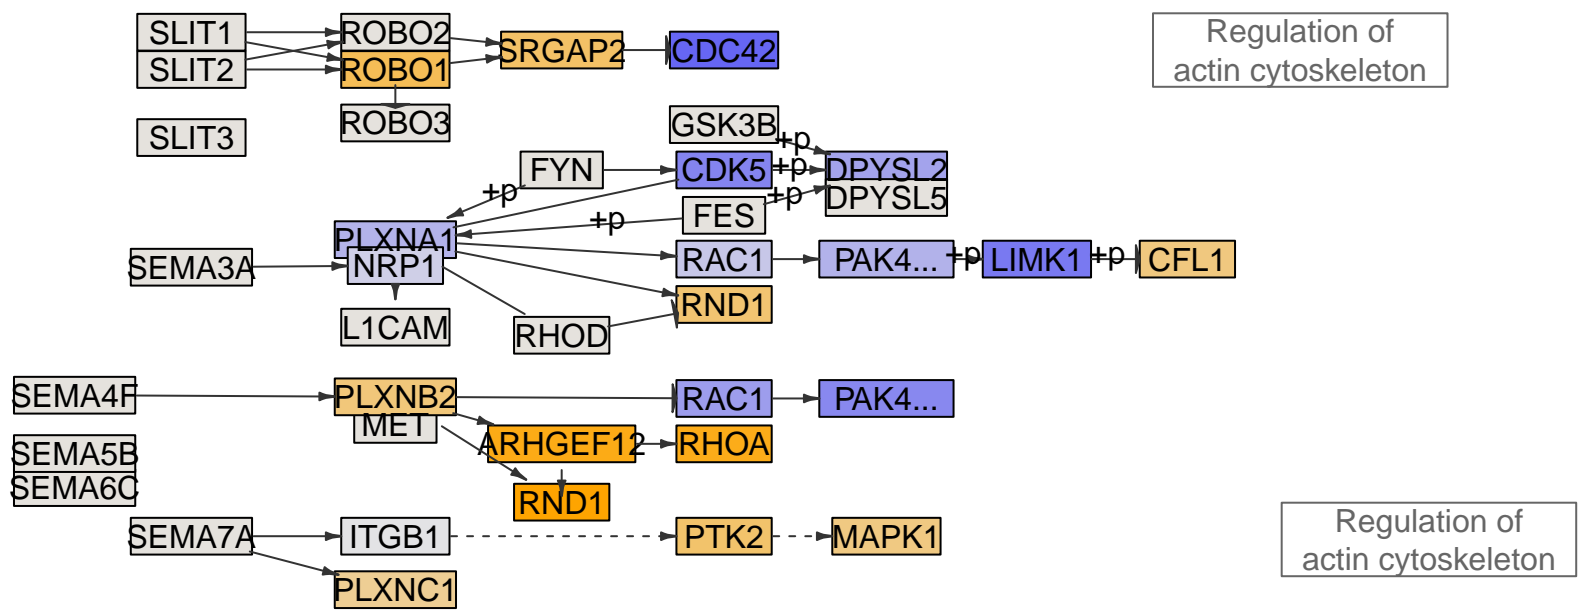 SLIT1
ROBO2
SRGAP2
CDC42
Regulation of
actin cytoskeleton
SLIT2
ROBO1
SLIT3
ROBO3
GSK3B
+p
FYN
CDK5
+p
DPYSL2
+p
+p
DPYSL5
FES
+p
PLXNA1
SEMA3A
NRP1
RAC1
PAK4...
+p
LIMK1
+p
CFL1
RND1
L1CAM
RHOD
SEMA4F
PLXNB2
RAC1
PAK4...
MET
ARHGEF12
RHOA
SEMA5B
SEMA6C
RND1
SEMA7A
ITGB1
PTK2
MAPK1
Regulation of
actin cytoskeleton
PLXNC1